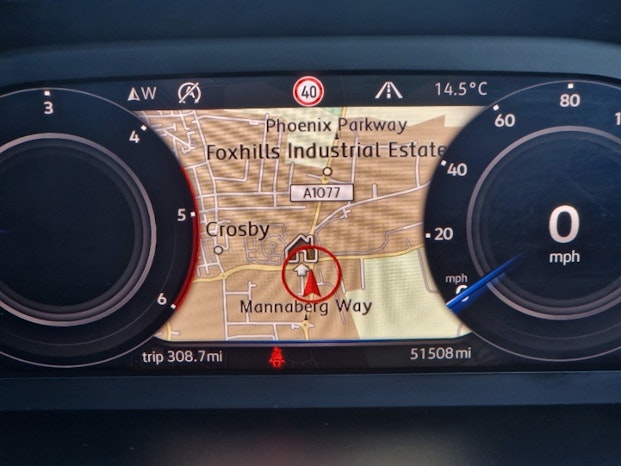 W
40
14.5°C
3
4
5
6
Phoenix Parkway
Foxhills Industrial Estate
A1077
Crosby
Mannaberg Way
80
60
40
20
mph
0
0
mph
trip 308.7mi
51508mi